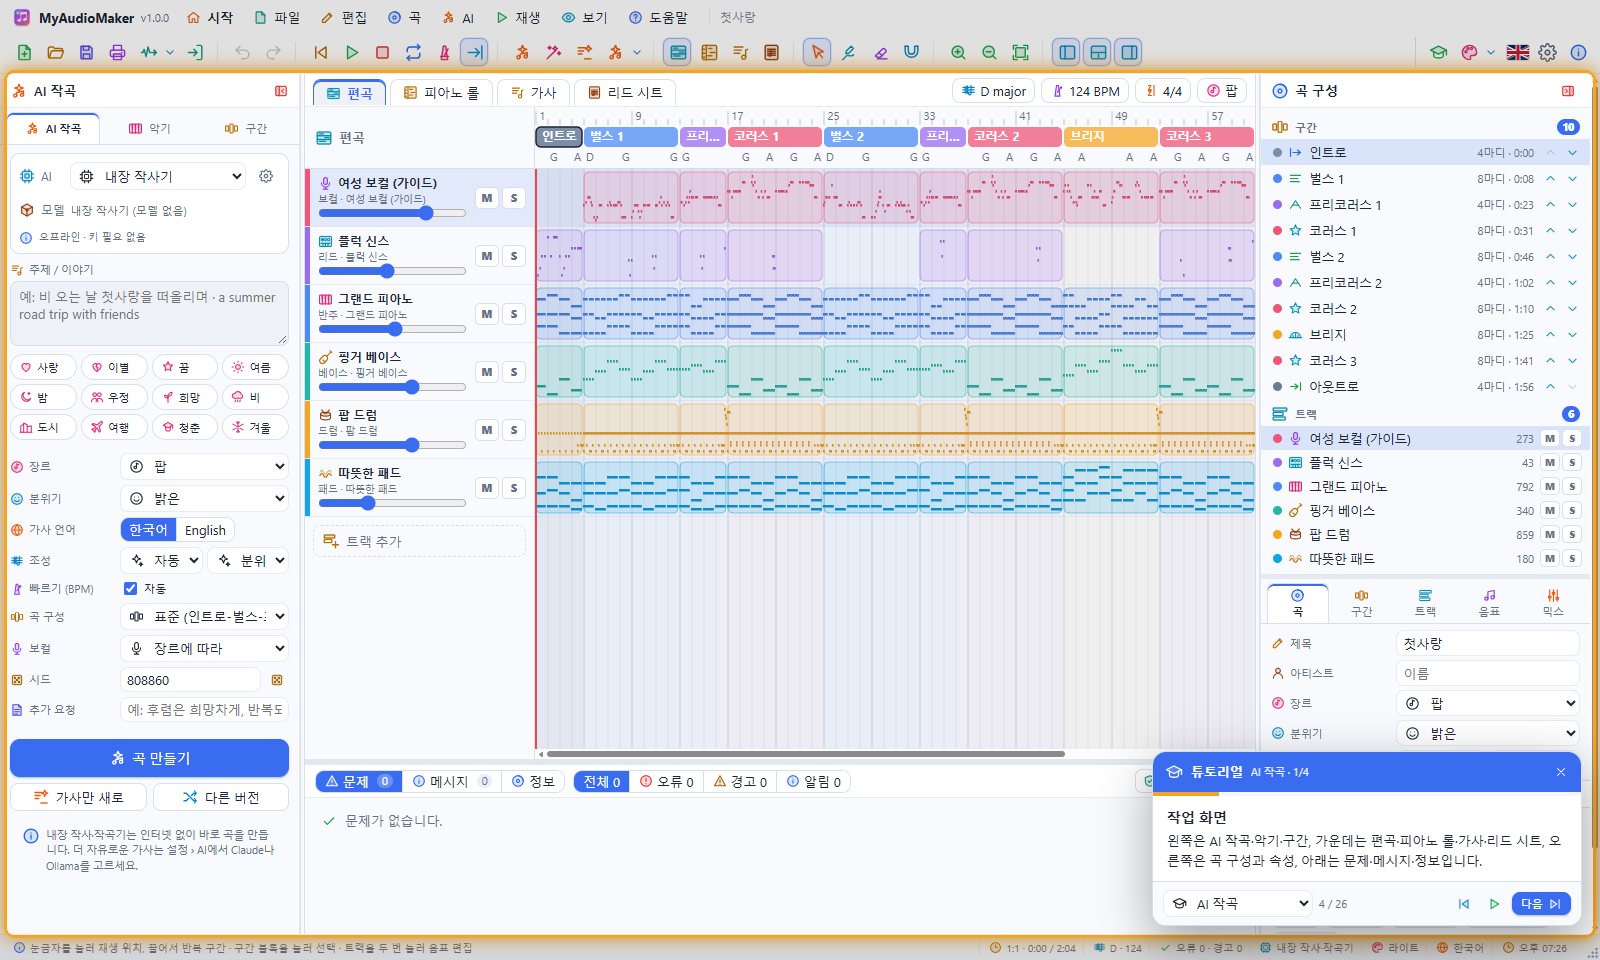 MyAudioMaker v1.0.0 시작 파일 편집 곡 AI 재생 보기 도움말 첫사랑
AI 작곡
AI 작곡 악기 구간
AI 내장 작사기
모델 내장 작사기 (모델 없음)
오프라인 · 키 필요 없음
주제 / 이야기
예: 비 오는 날 첫사랑을 떠올리며 · a summer
road trip with friends
사랑 이별 꿈 여름
밤 우정 희망 비
도시 여행 청춘 겨울
장르 팝
분위기 밝은
가사 언어 한국어 English
조성 자동 분위
빠르기 (BPM) 자동
곡 구성 표준 (인트로-벌스-
보컬 장르에 따라
시드 808860
추가 요청 예: 후렴은 희망차게, 반복도
곡 만들기
가사만 새로 다른 버전
내장 작사·작곡기는 인터넷 없이 바로 곡을 만듭
니다. 더 자유로운 가사는 설정 › AI에서 Claude나
Ollama를 고르세요.
편곡 피아노 롤 가사 리드 시트 D major 124 BPM 4/4 팝
편곡
1 9 17 25 33 41 49 57
인트로 벌스 1 프리... 코러스 1 벌스 2 프리... 코러스 2 브리지 코러스 3
G A D G G G G A G A D G G G G A G A A A G A G A
여성 보컬 (가이드)
보컬 · 여성 보컬 (가이드)
M S
플럭 신스
리드 · 플럭 신스
M S
그랜드 피아노
반주 · 그랜드 피아노
M S
핑거 베이스
베이스 · 핑거 베이스
M S
팝 드럼
드럼 · 팝 드럼
M S
따뜻한 패드
패드 · 따뜻한 패드
M S
트랙 추가
문제 0 메시지 0 정보 전체 0 오류 0 경고 0 알림 0
문제가 없습니다.
곡 구성
구간 10
인트로 4마디 · 0:00
벌스 1 8마디 · 0:08
프리코러스 1 4마디 · 0:23
코러스 1 8마디 · 0:31
벌스 2 8마디 · 0:46
프리코러스 2 4마디 · 1:02
코러스 2 8마디 · 1:10
브리지 8마디 · 1:25
코러스 3 8마디 · 1:41
아웃트로 4마디 · 1:56
트랙 6
여성 보컬 (가이드) 273 M S
플럭 신스 43 M S
그랜드 피아노 792 M S
핑거 베이스 340 M S
팝 드럼 859 M S
따뜻한 패드 180 M S
곡 구간 트랙 음표 믹스
제목 첫사랑
아티스트 이름
장르 팝
분위기 밝은
튜토리얼 AI 작곡 · 1/4
작업 화면
왼쪽은 AI 작곡·악기·구간, 가운데는 편곡·피아노 롤·가사·리드 시트, 오
른쪽은 곡 구성과 속성, 아래는 문제·메시지·정보입니다.
AI 작곡 4 / 26 다음
눈금자를 눌러 재생 위치, 끌어서 반복 구간 · 구간 블록을 눌러 선택 · 트랙을 두 번 눌러 음표 편집 1:1 · 0:00 / 2:04 D · 124 오류 0 · 경고 0 내장 작사·작곡기 라이트 한국어 오후 07:26